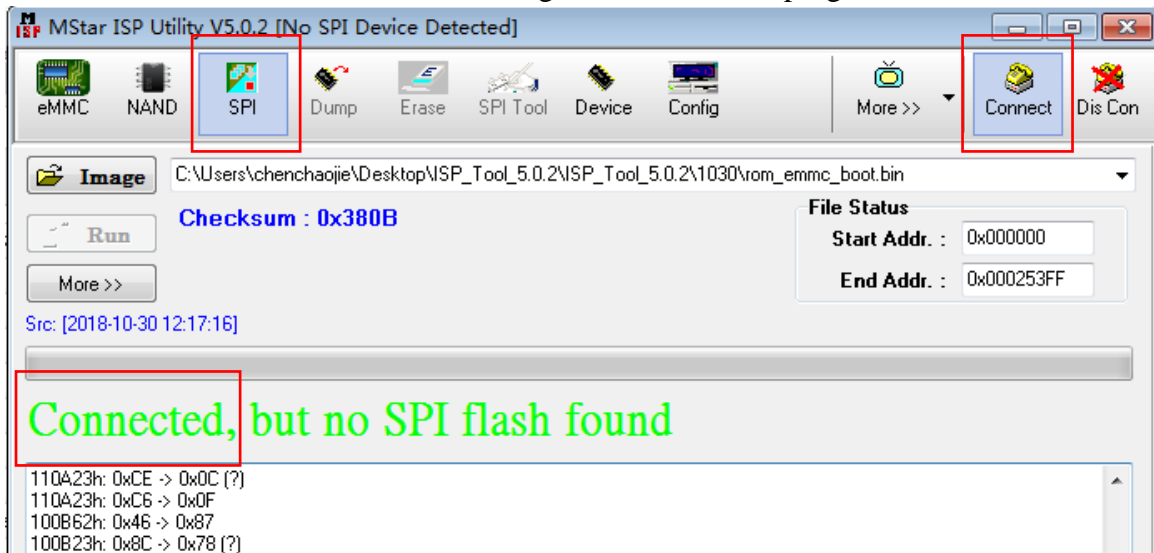 MStar ISP Utility V5.0.2 [No SPI Device Detected]
eMMC NAND SPI Dump Erase SPI Tool Device Config More >> Connect Dis Con
Image C:\Users\chenchaojie\Desktop\ISP_Tool_5.0.2\ISP_Tool_5.0.2\1030\rom_emmc_boot.bin
Run Checksum : 0x380B
File Status
Start Addr. : 0x000000
End Addr. : 0x000253FF
More >>
Src: [2018-10-30 12:17:16]
Connected, but no SPI flash found
110A23h: 0xCE -> 0x0C (?)
110A23h: 0xC6 -> 0x0F
100B62h: 0x46 -> 0x87
100B23h: 0x8C -> 0x78 (?)